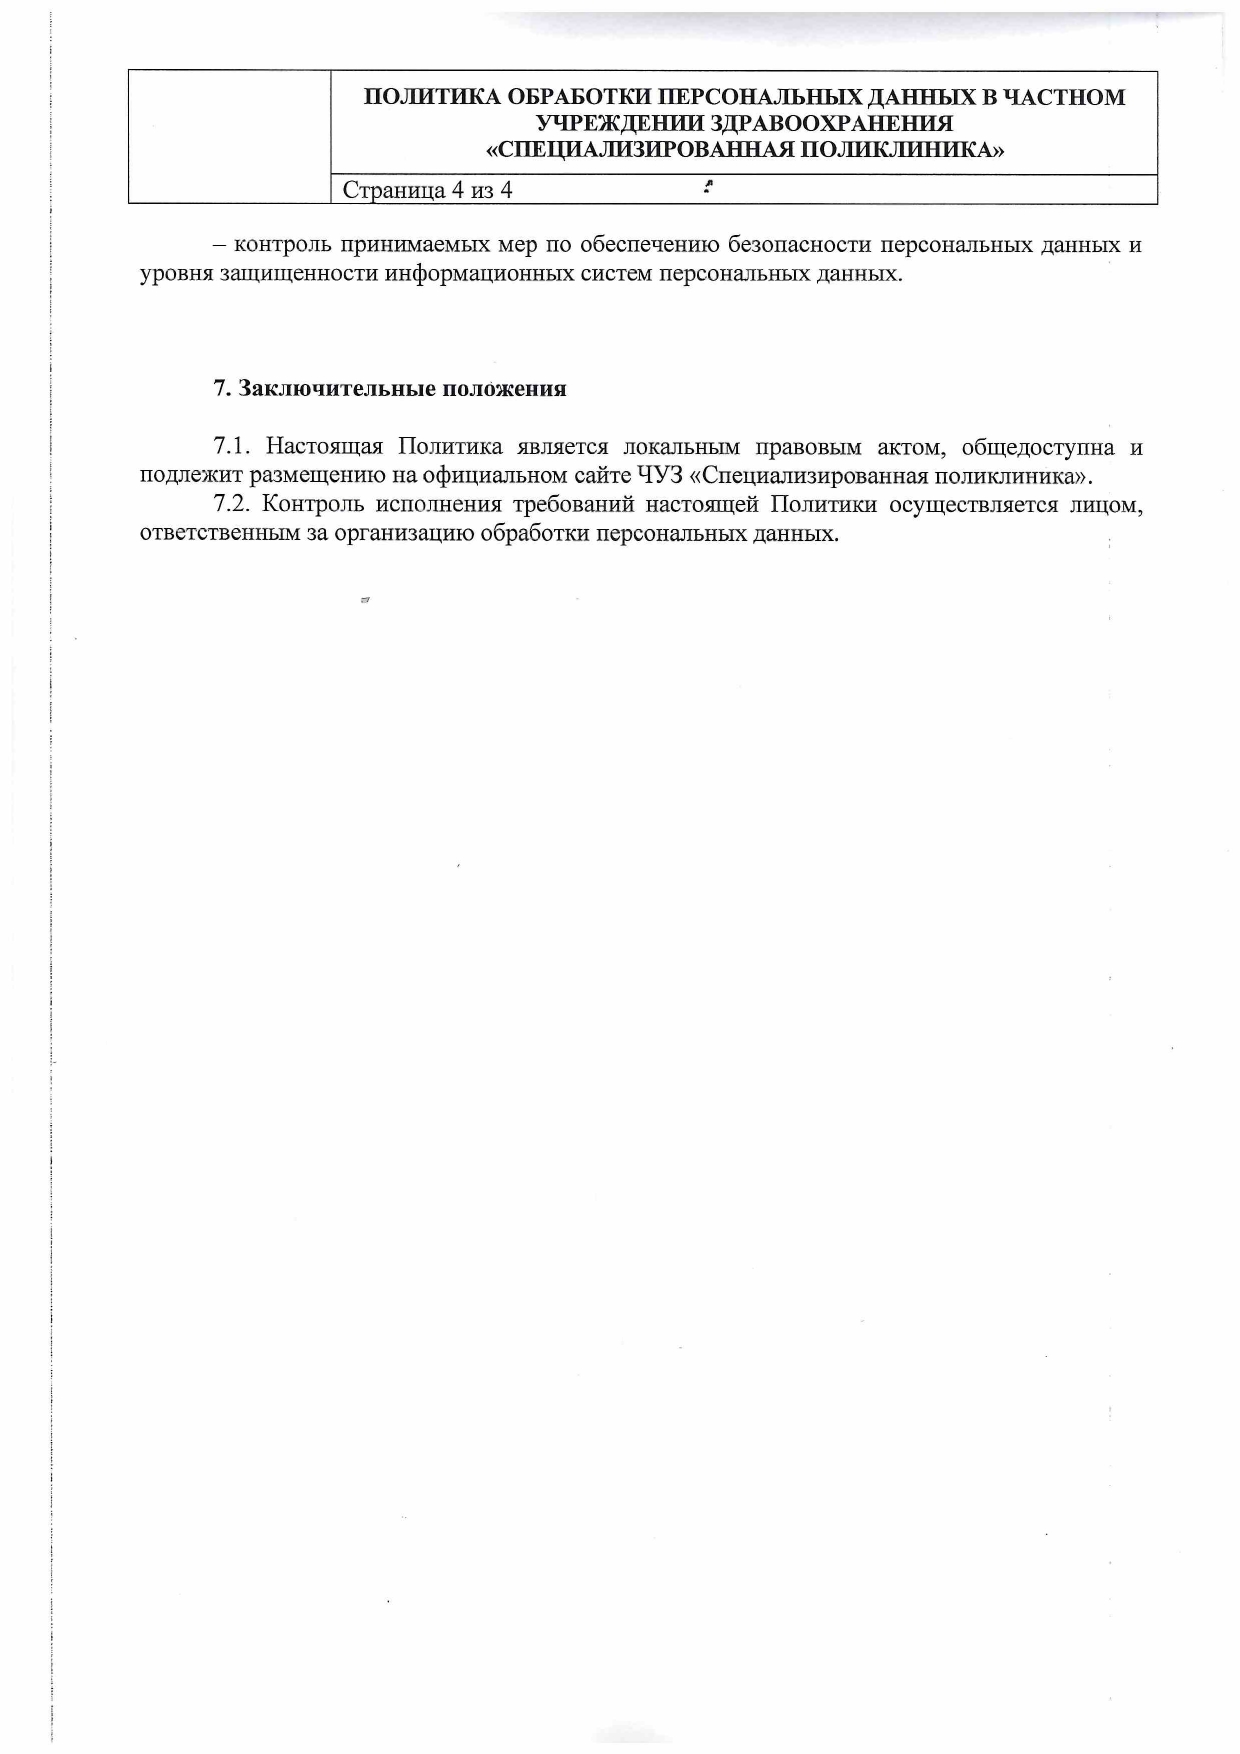 ПОЛИТИКА ОБРАБОТКИ ПЕРСОНАЛЬНЫХ ДАННЫХ В ЧАСТНОМ
УЧРЕЖДЕНИИ ЗДРАВООХРАНЕНИЯ
«СПЕЦИАЛИЗИРОВАННАЯ ПОЛИКЛИНИКА»
Страница 4 из 4
– контроль принимаемых мер по обеспечению безопасности персональных данных и
уровня защищенности информационных систем персональных данных.
7. Заключительные положения
7.1. Настоящая Политика является локальным правовым актом, общедоступна и
подлежит размещению на официальном сайте ЧУЗ «Специализированная поликлиника».
7.2. Контроль исполнения требований настоящей Политики осуществляется лицом,
ответственным за организацию обработки персональных данных.